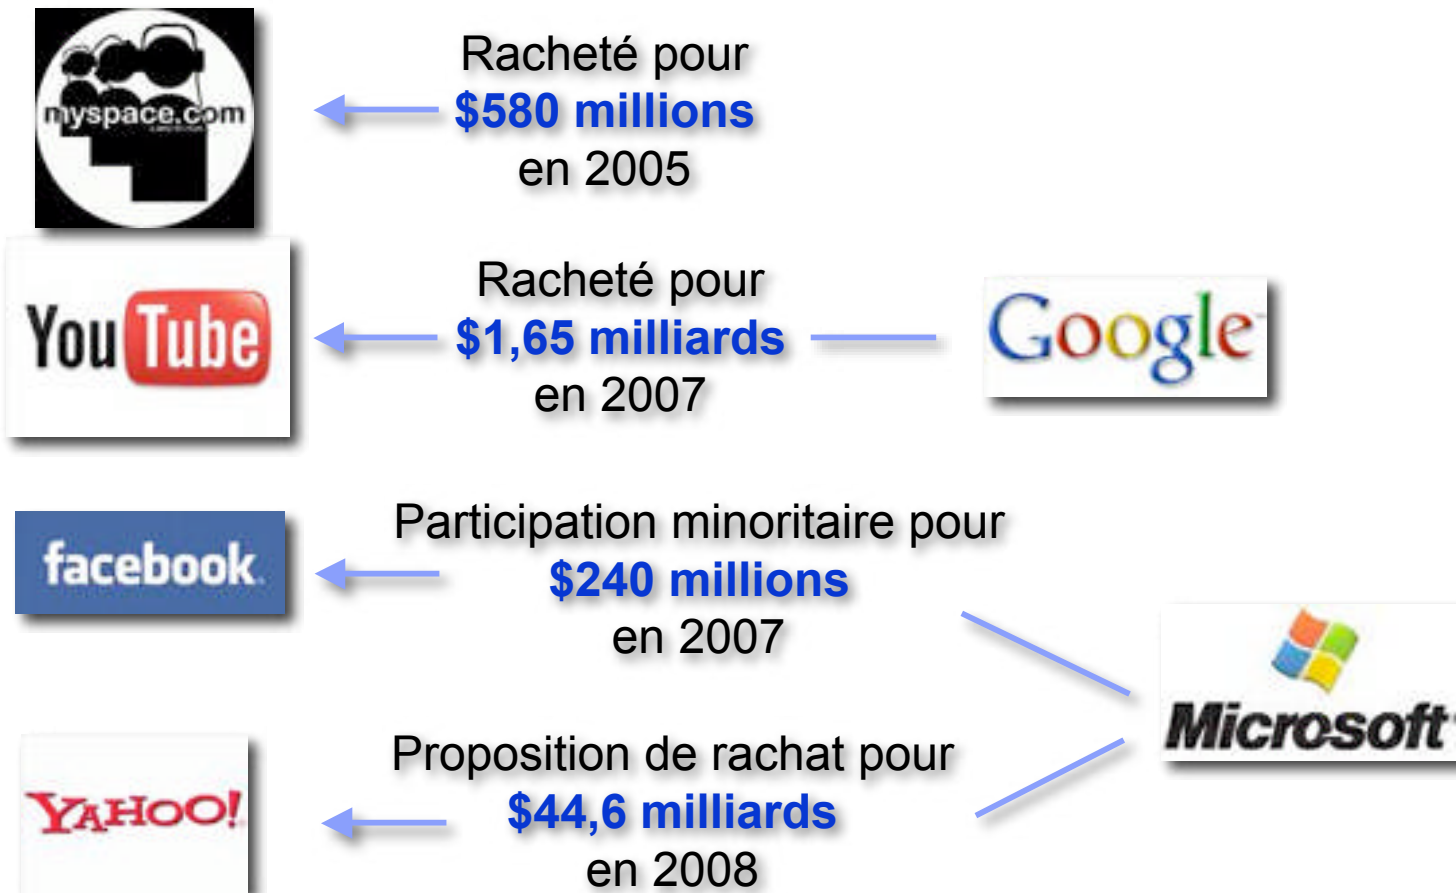 myspace.com
Racheté pour
$580 millions
en 2005
YouTube
Racheté pour
$1,65 milliards
en 2007
Google
facebook
Participation minoritaire pour
$240 millions
en 2007
Microsoft
YAHOO!
Proposition de rachat pour
$44,6 milliards
en 2008